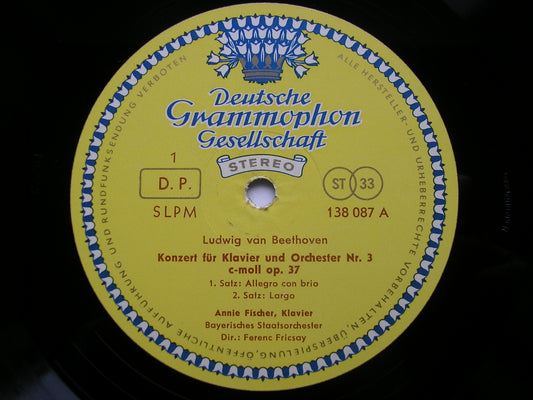 ALLE HERSTELLER- UND URHEBERRECHTE VORBEHALTEN, ÜBERSPIELUNG, ÖFFENTLICHE AUFFÜHRUNG UND RUNDFUNKSENDUNG VERBOTEN
Deutsche
Grammophon
Gesellschaft
STEREO
1
D. P.
SLPM
ST 33
138 087 A
Ludwig van Beethoven
Konzert für Klavier und Orchester Nr. 3
c-moll op. 37
1. Satz: Allegro con brio
2. Satz: Largo
Annie Fischer, Klavier
Bayerisches Staatsorchester
Dir.: Ferenc Fricsay